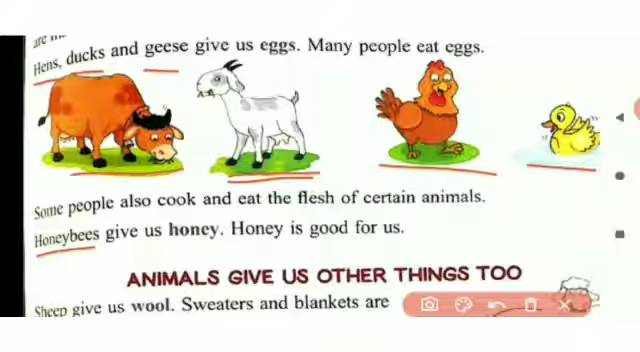 Hens, ducks and geese give us eggs. Many people eat eggs.
Some people also cook and eat the flesh of certain animals.
Honeybees give us honey. Honey is good for us.
ANIMALS GIVE US OTHER THINGS TOO
Sheep give us wool. Sweaters and blankets are